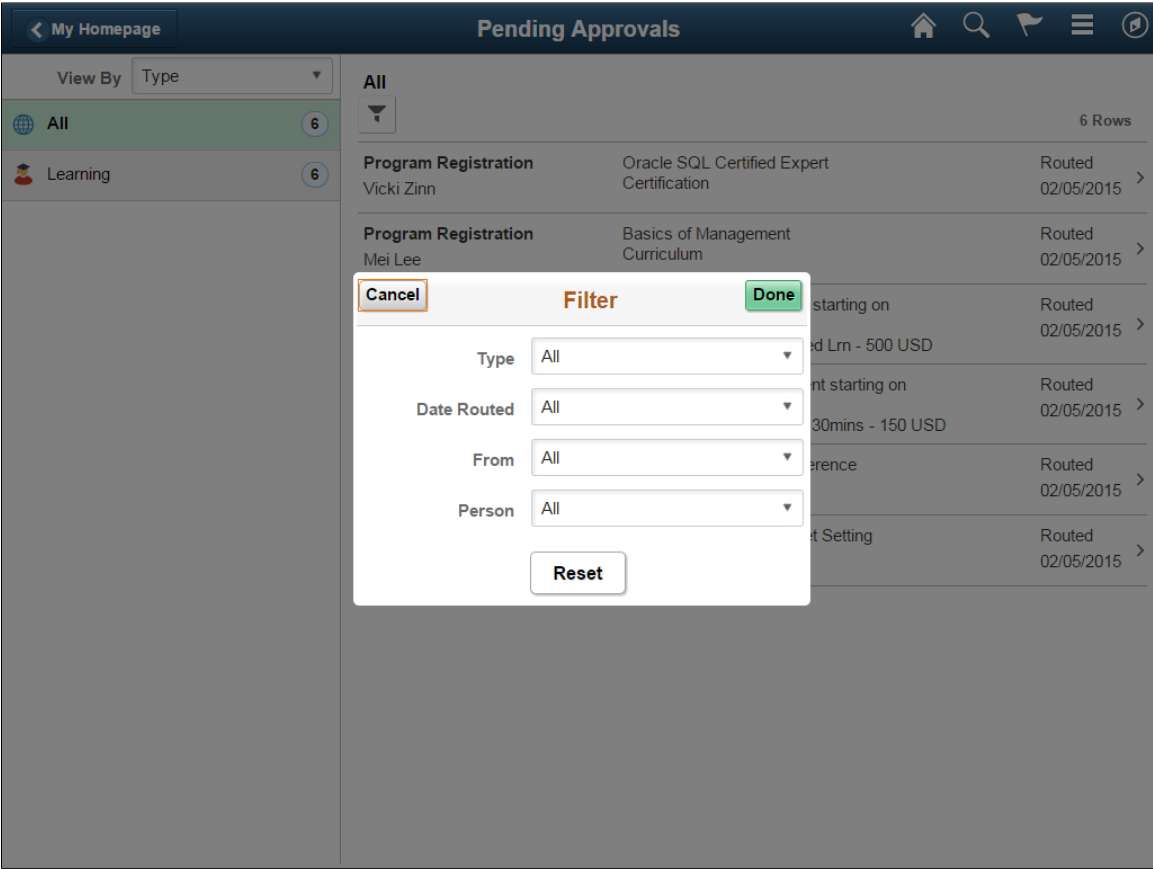 My Homepage
Pending Approvals
View By Type
All 6
Learning 6
All
6 Rows
Program Registration Oracle SQL Certified Expert Routed
Vicki Zinn Certification 02/05/2015
Program Registration Basics of Management Routed
Mei Lee Curriculum 02/05/2015
Cancel
Filter
Done
Type All
Date Routed All
From All
Person All
Reset
starting on Routed
02/05/2015
Lrn - 500 USD
starting on Routed
02/05/2015
30mins - 150 USD
Routed
02/05/2015
Setting Routed
02/05/2015